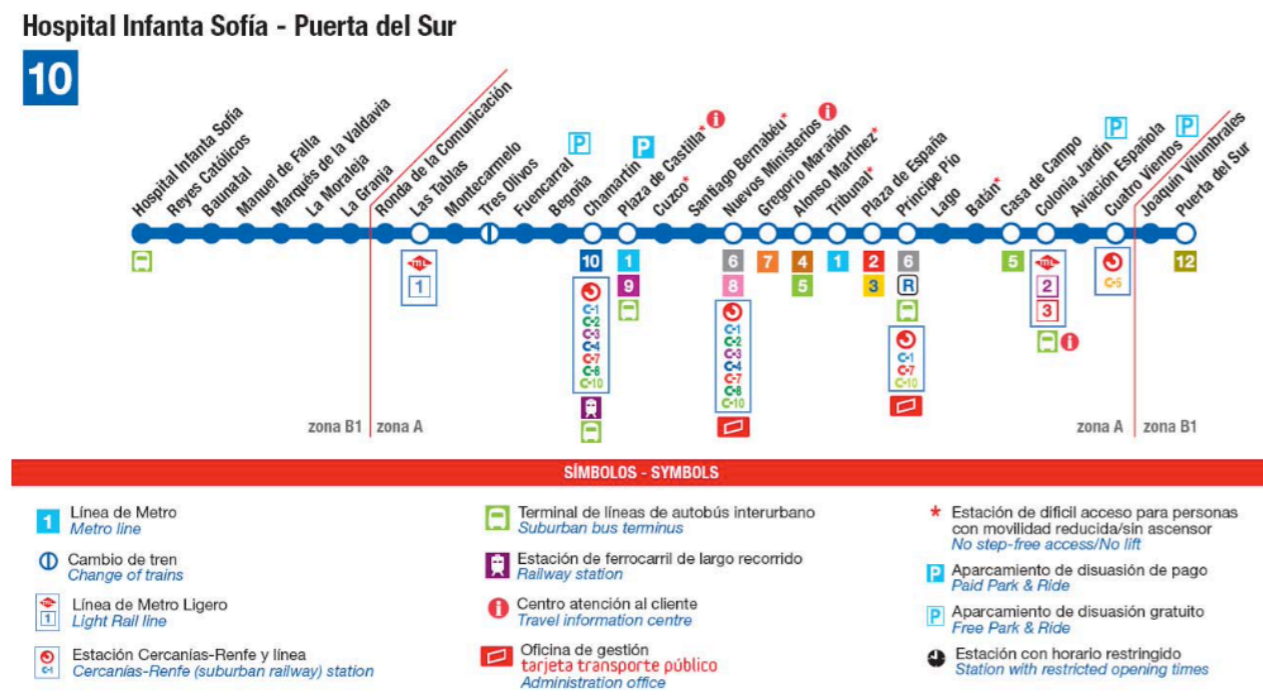 Hospital Infanta Sofía - Puerta del Sur
10
Hospital Infanta Sofía
Reyes Católicos
Baunatal
Manuel de Falla
Marqués de la Valdavia
La Moraleja
La Granja
Ronda de la Comunicación
Las Tablas
Montecarmelo
Tres Olivos
Fuencarral
P
Begoña
Chamartín
P
Plaza de Castilla* i
Cuzco*
Santiago Bernabéu*
Nuevos Ministerios i
Gregorio Marañón
Alonso Martínez*
Tribunal*
Plaza de España
Príncipe Pío
Lago
Batán*
Casa de Campo
Colonia Jardín
P
Aviación Española
Cuatro Vientos
P
Joaquín Vilumbrales
Puerta del Sur
ML
1
10
C-1
C-2
C-3
C-4
C-7
C-8
C-10
1
9
6
8
C-1
C-2
C-3
C-4
C-7
C-8
C-10
7
4
5
1
2
3
6
R
C-1
C-7
C-10
5
ML
2
3
i
C-5
12
zona B1 zona A
zona A zona B1
SÍMBOLOS - SYMBOLS
1 Línea de Metro
Metro line
Cambio de tren
Change of trains
1 Línea de Metro Ligero
Light Rail line
C-1 Estación Cercanías-Renfe y línea
Cercanías-Renfe (suburban railway) station
Terminal de líneas de autobús interurbano
Suburban bus terminus
Estación de ferrocarril de largo recorrido
Railway station
i Centro atención al cliente
Travel information centre
Oficina de gestión
tarjeta transporte público
Administration office
* Estación de dificil acceso para personas
con movilidad reducida/sin ascensor
No step-free access/No lift
P Aparcamiento de disuasión de pago
Paid Park & Ride
P Aparcamiento de disuasión gratuito
Free Park & Ride
Estación con horario restringido
Station with restricted opening times